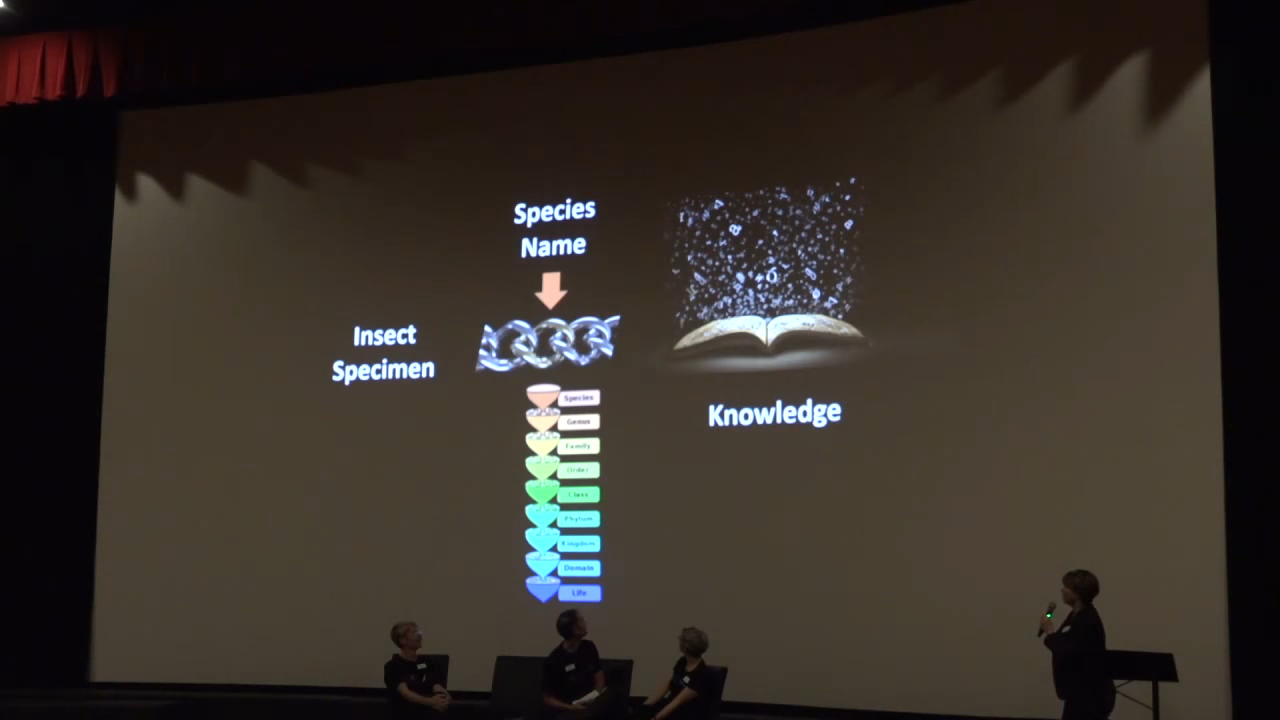 Species
Name
Insect
Specimen
Species
Genus
Family
Order
Class
Phylum
Kingdom
Domain
Life
Knowledge